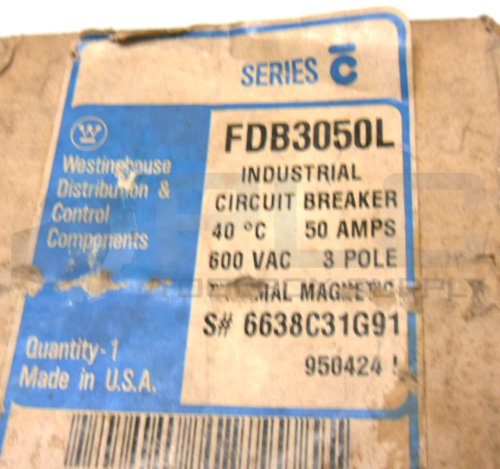 SERIES C
FDB3050L
INDUSTRIAL
CIRCUIT BREAKER
40 °C 50 AMPS
600 VAC 3 POLE
S# 6638C31G91
950424
W
Westinghouse
Distribution &
Control
Components
Quantity-1
Made in U.S.A.
PLC